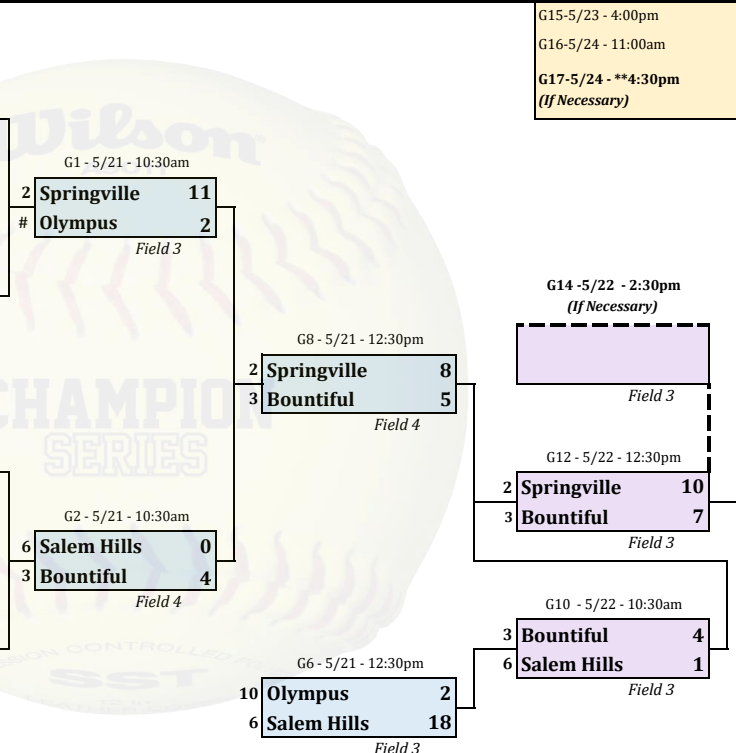 G15-5/23 - 4:00pm
G16-5/24 - 11:00am
G17-5/24 - **4:30pm
(If Necessary)
Wilson
G1 - 5/21 - 10:30am
2 Springville 11
# Olympus 2
Field 3
G14 -5/22 - 2:30pm
(If Necessary)
Field 3
G8 - 5/21 - 12:30pm
2 Springville 8
3 Bountiful 5
Field 4
CHAMPION
SERIES
G12 - 5/22 - 12:30pm
2 Springville 10
3 Bountiful 7
Field 3
G2 - 5/21 - 10:30am
6 Salem Hills 0
3 Bountiful 4
Field 4
G10 - 5/22 - 10:30am
3 Bountiful 4
6 Salem Hills 1
Field 3
CONTROLLED
SST
G6 - 5/21 - 12:30pm
10 Olympus 2
6 Salem Hills 18
Field 3